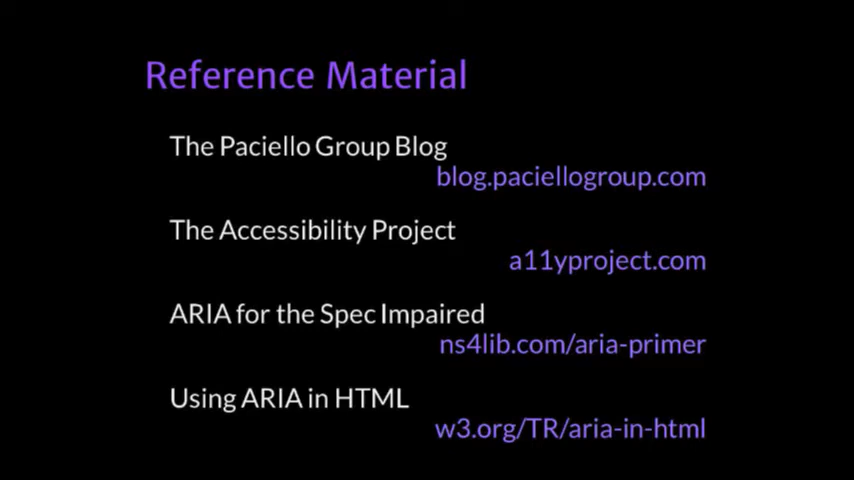 Reference Material
The Paciello Group Blog
blog.paciellogroup.com
The Accessibility Project
a11yproject.com
ARIA for the Spec Impaired
ns4lib.com/aria-primer
Using ARIA in HTML
w3.org/TR/aria-in-html